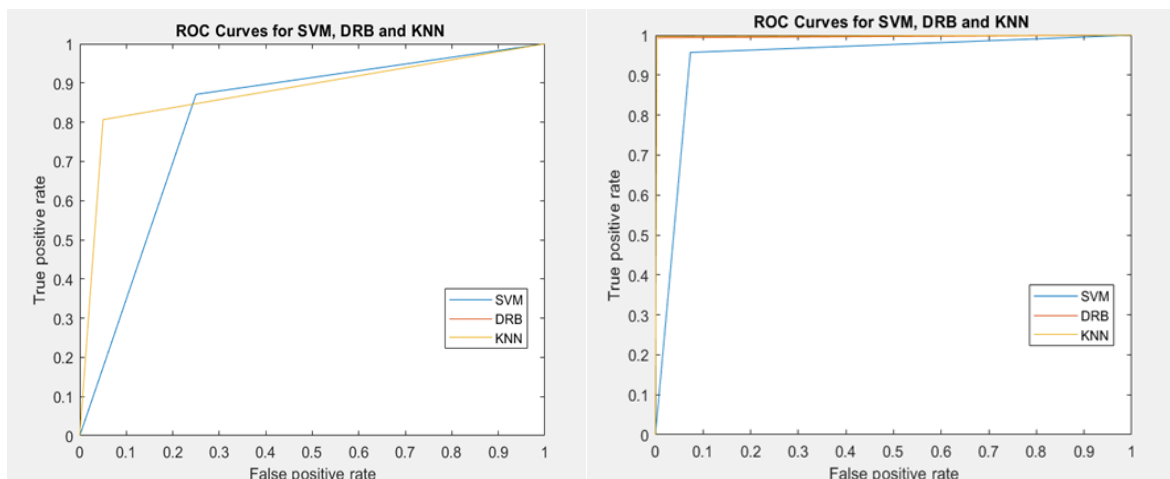 ROC Curves for SVM, DRB and KNN
1
0.9
0.8
0.7
0.6
0.5
0.4
0.3
0.2
0.1
0
True positive rate
SVM
DRB
KNN
0 0.1 0.2 0.3 0.4 0.5 0.6 0.7 0.8 0.9 1
False positive rate
ROC Curves for SVM, DRB and KNN
1
0.9
0.8
0.7
0.6
0.5
0.4
0.3
0.2
0.1
0
True positive rate
SVM
DRB
KNN
0 0.1 0.2 0.3 0.4 0.5 0.6 0.7 0.8 0.9 1
False positive rate